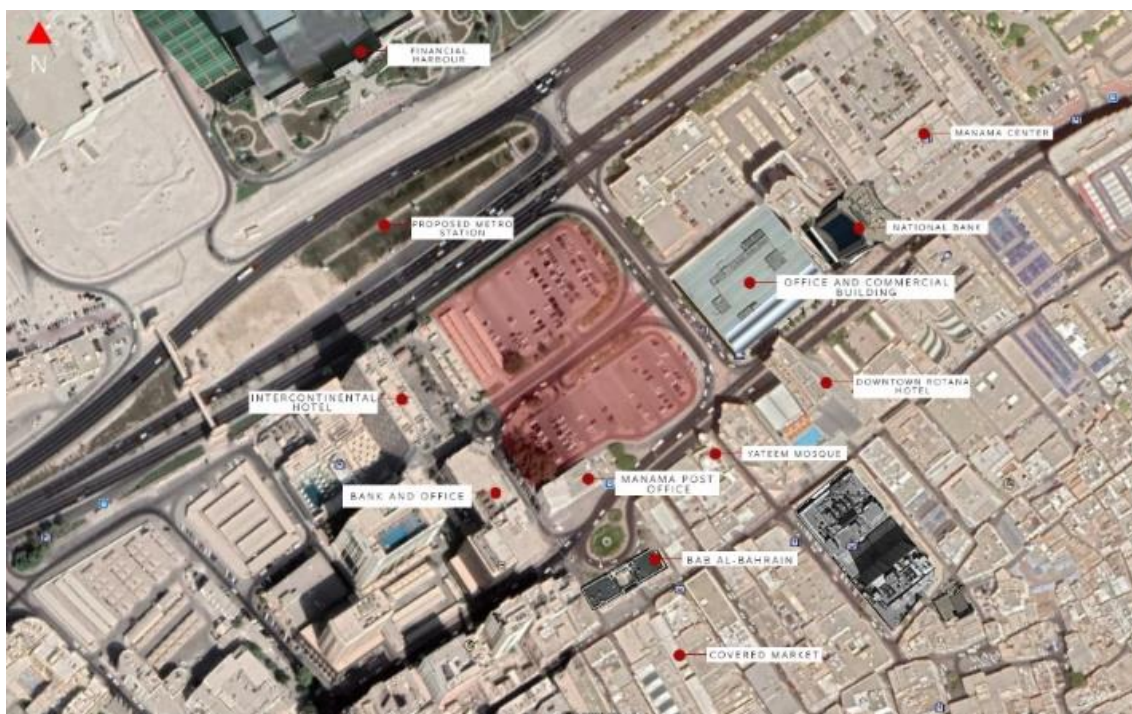 N
FINANCIAL
HARBOUR
MANAMA CENTER
PROPOSED METRO
STATION
NATIONAL BANK
OFFICE AND COMMERCIAL
BUILDING
DOWNTOWN ROTANA
HOTEL
INTERCONTINENTAL
HOTEL
YATEEM MOSQUE
MANAMA POST
OFFICE
BANK AND OFFICE
BAB AL-BAHRAIN
COVERED MARKET